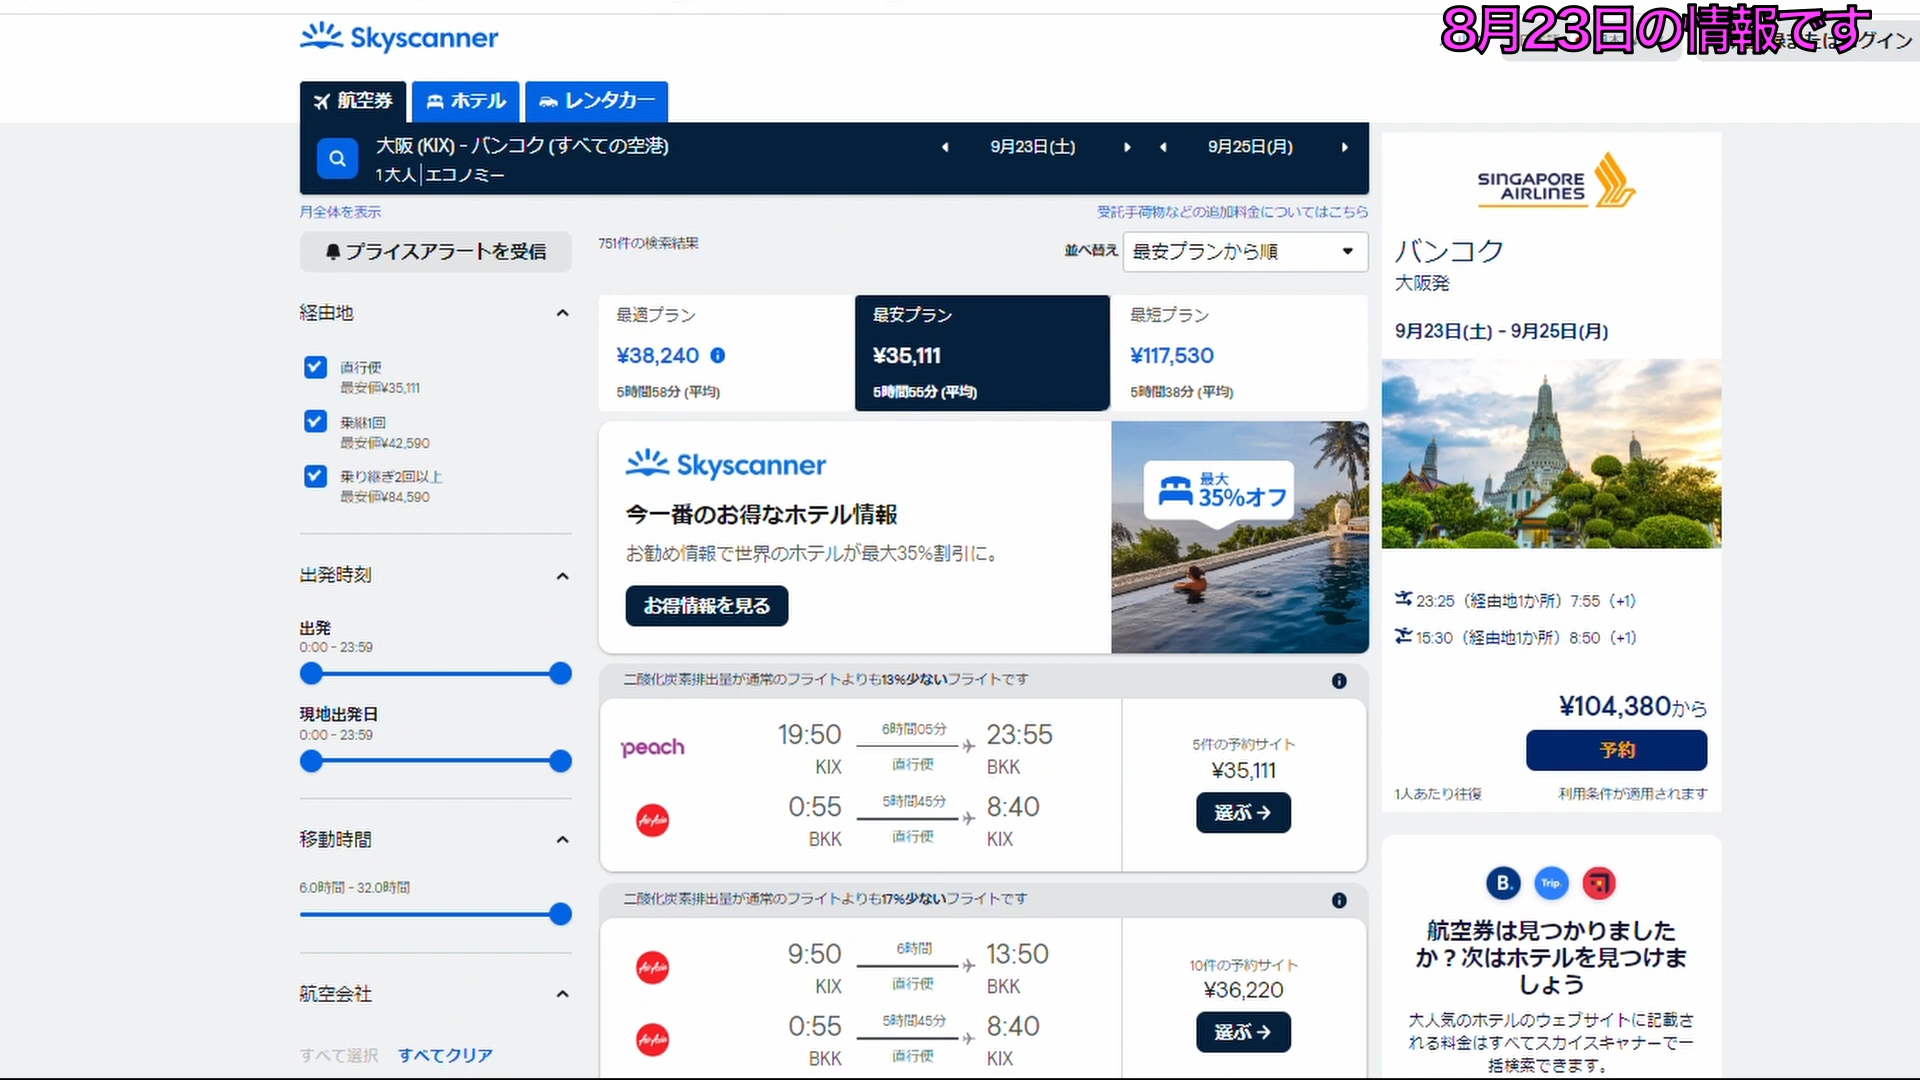 8月23日の情報です
Skyscanner
グイン
航空券
ホテル
レンタカー
大阪 (KIX) - バンコク (すべての空港)
1大人 | エコノミー
9月23日(土)
9月25日(月)
月全体を表示
受託手荷物などの追加料金についてはこちら
プライスアラートを受信
751件の検索結果
並べ替え
最安プランから順
経由地
直行便
最安値¥35,111
乗継1回
最安値¥42,590
乗り継ぎ2回以上
最安値¥84,590
出発時刻
出発
0:00 - 23:59
現地出発日
0:00 - 23:59
移動時間
6.0時間 - 32.0時間
航空会社
すべて選択
すべてクリア
最適プラン
¥38,240
5時間58分 (平均)
最安プラン
¥35,111
5時間55分 (平均)
最短プラン
¥117,530
5時間38分 (平均)
Skyscanner
今一番のお得なホテル情報
お勧め情報で世界のホテルが最大35%割引に。
お得情報を見る
最大
35%オフ
二酸化炭素排出量が通常のフライトよりも13%少ないフライトです
peach
19:50
KIX
6時間05分
直行便
23:55
BKK
AirAsia
0:55
BKK
5時間45分
直行便
8:40
KIX
5件の予約サイト
¥35,111
選ぶ→
二酸化炭素排出量が通常のフライトよりも17%少ないフライトです
AirAsia
9:50
KIX
6時間
直行便
13:50
BKK
AirAsia
0:55
BKK
5時間45分
直行便
8:40
KIX
10件の予約サイト
¥36,220
選ぶ→
SINGAPORE
AIRLINES
バンコク
大阪発
9月23日(土) - 9月25日(月)
23:25（経由地1か所）7:55（+1）
15:30（経由地1か所）8:50（+1）
¥104,380から
予約
1人あたり往復
利用条件が適用されます
B.
Trip.
航空券は見つかりました
か？次はホテルを見つけま
しょう
大人気のホテルのウェブサイトに記載さ
れる料金はすべてスカイスキャナーで一
括検索できます。